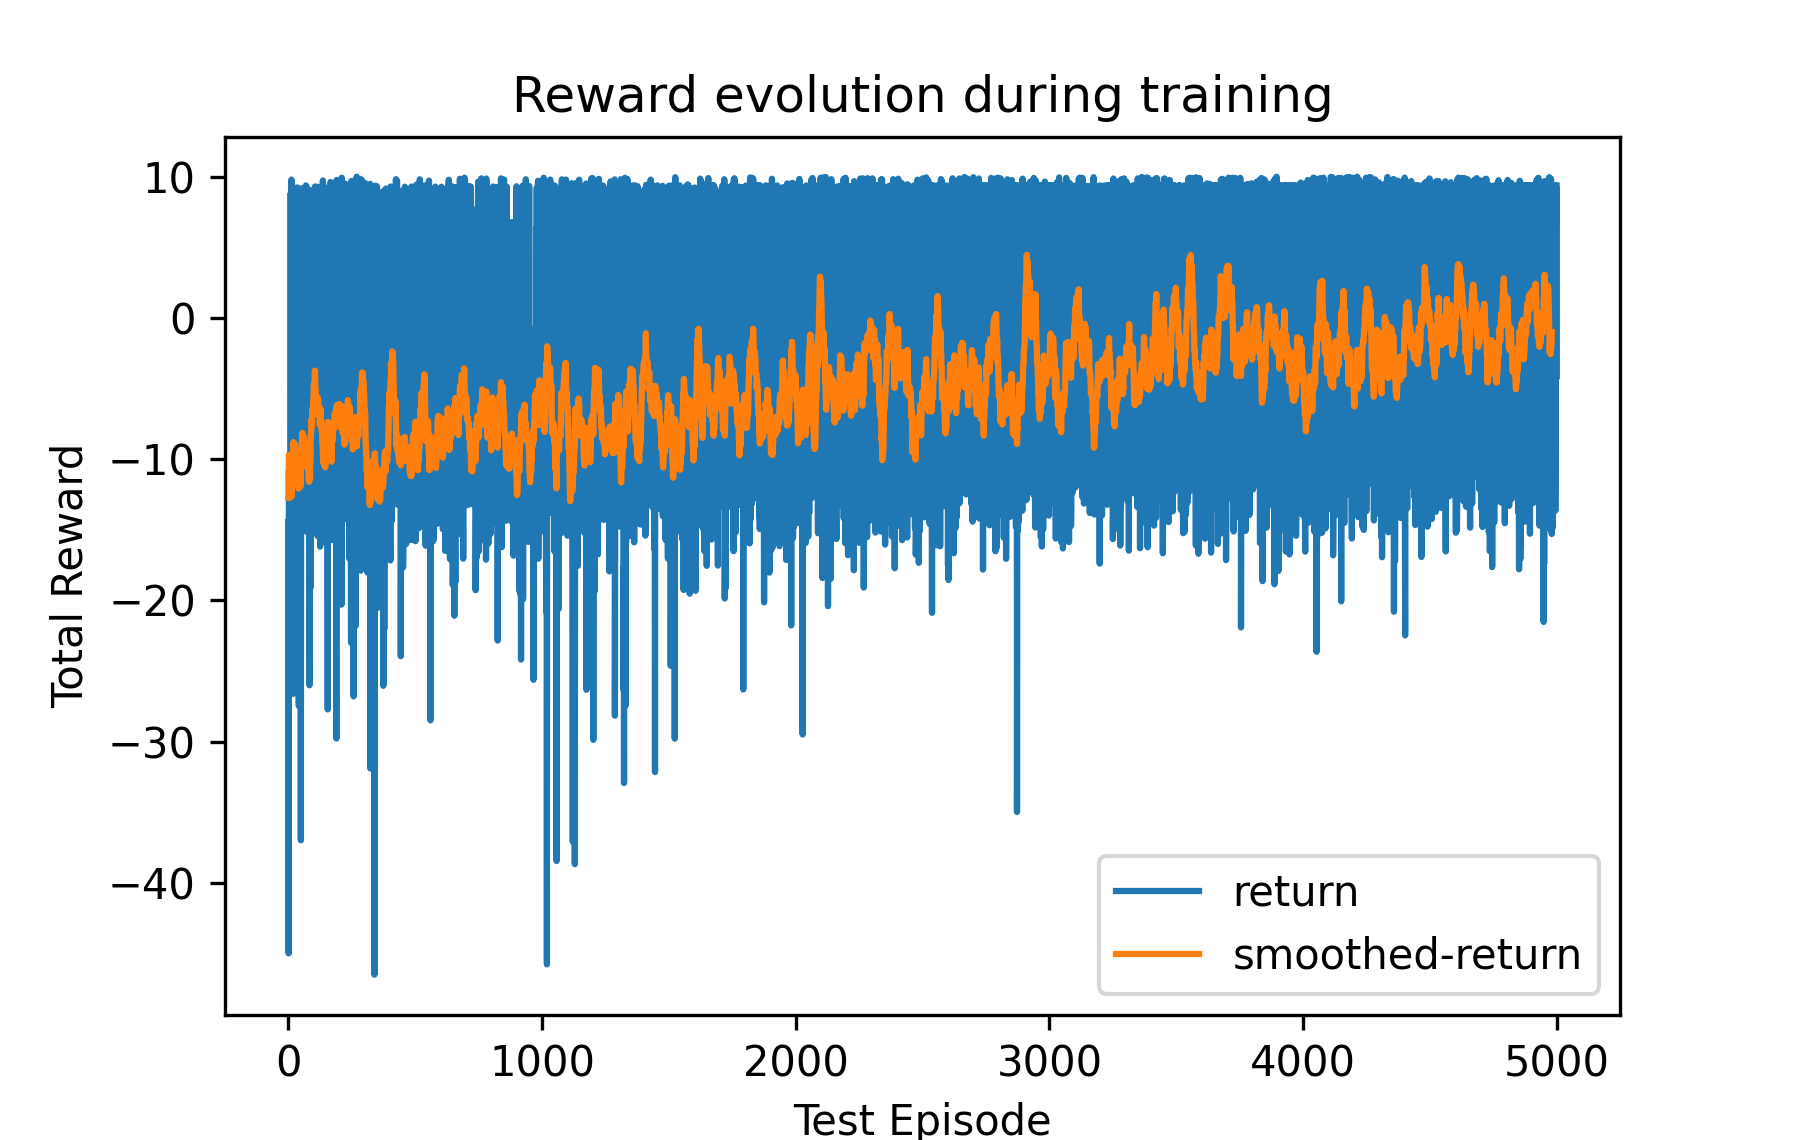 Reward evolution during training
Total Reward
10
0
−10
−20
−30
−40
0 1000 2000 3000 4000 5000
Test Episode
return
smoothed-return